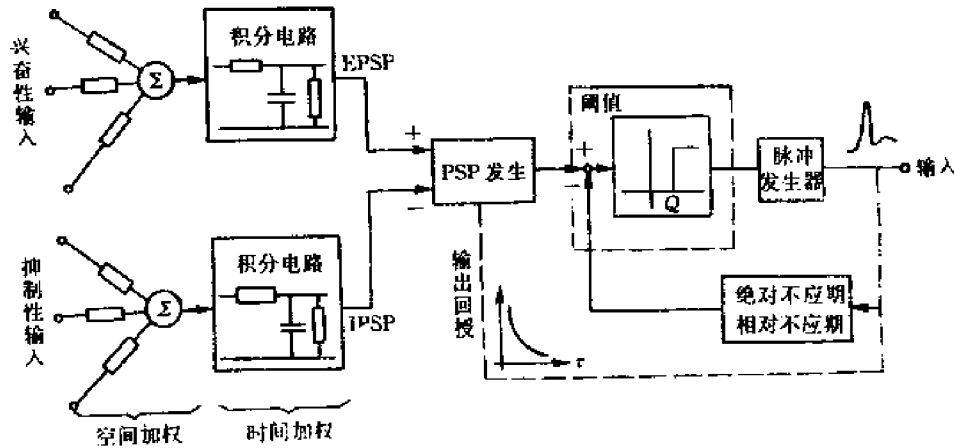 兴奋性输入
Σ
积分电路
EPSP
+
−
PSP 发生
阈值
+
−
Q
脉冲
发生器
输入
抑制性输入
Σ
积分电路
IPSP
输出回授
τ
绝对不应期
相对不应期
空间加权
时间加权